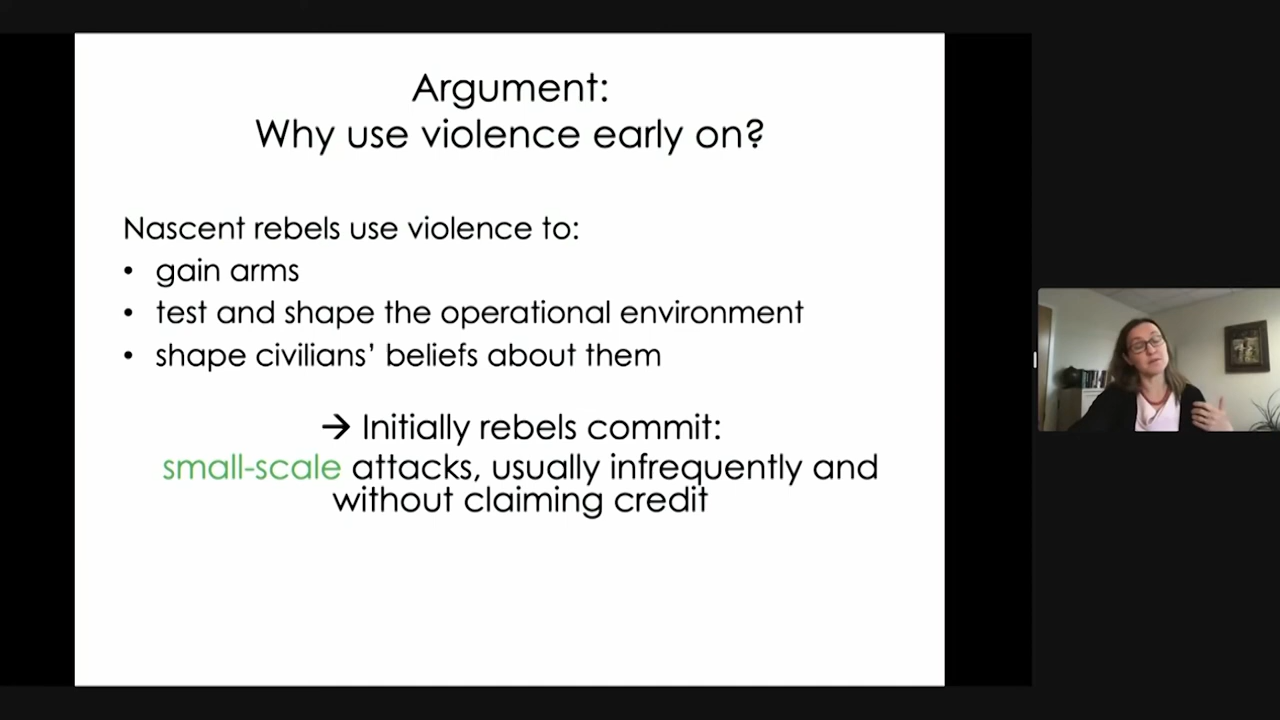 Argument:
Why use violence early on?
Nascent rebels use violence to:
• gain arms
• test and shape the operational environment
• shape civilians’ beliefs about them
→ Initially rebels commit:
small-scale attacks, usually infrequently and
without claiming credit